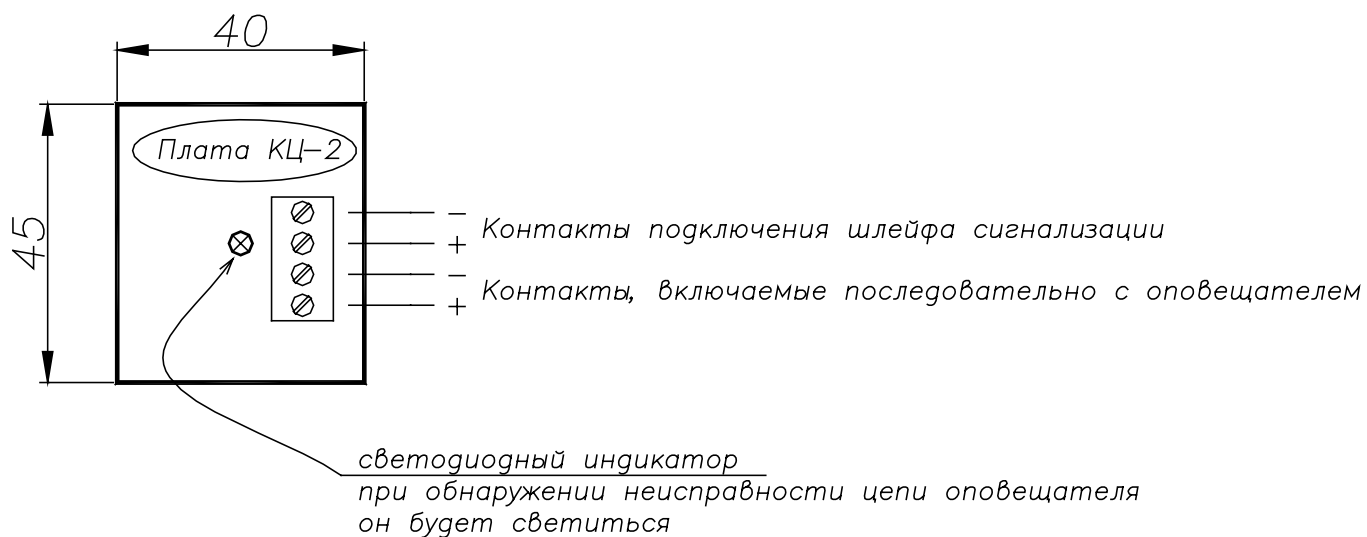 40
45
Плата КЦ-2
−
Контакты подключения шлейфа сигнализации
+
−
Контакты, включаемые последовательно с оповещателем
+
светодиодный индикатор
при обнаружении неисправности цепи оповещателя
он будет светиться